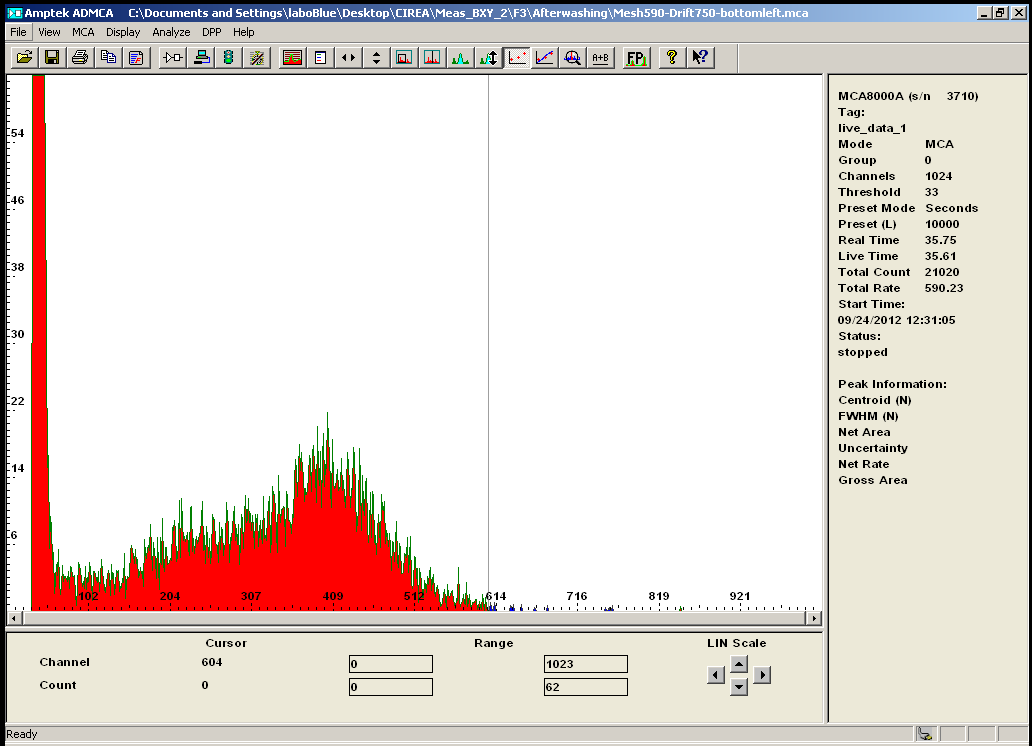 Amptek ADMCA C:\Documents and Settings\laboBlue\Desktop\CIREA\Meas_BXY_2\F3\Afterwashing\Mesh590-Drift750-bottomleft.mca
File View MCA Display Analyze DPP Help
A+B FP ? ?
54
46
38
30
22
14
6
102 204 307 409 512 614 716 819 921
MCA8000A (s/n 3710)
Tag:
live_data_1
Mode MCA
Group 0
Channels 1024
Threshold 33
Preset Mode Seconds
Preset (L) 10000
Real Time 35.75
Live Time 35.61
Total Count 21020
Total Rate 590.23
Start Time:
09/24/2012 12:31:05
Status:
stopped
Peak Information:
Centroid (N)
FWHM (N)
Net Area
Uncertainty
Net Rate
Gross Area
Cursor Range LIN Scale
Channel 604 0 1023
Count 0 0 62
Ready